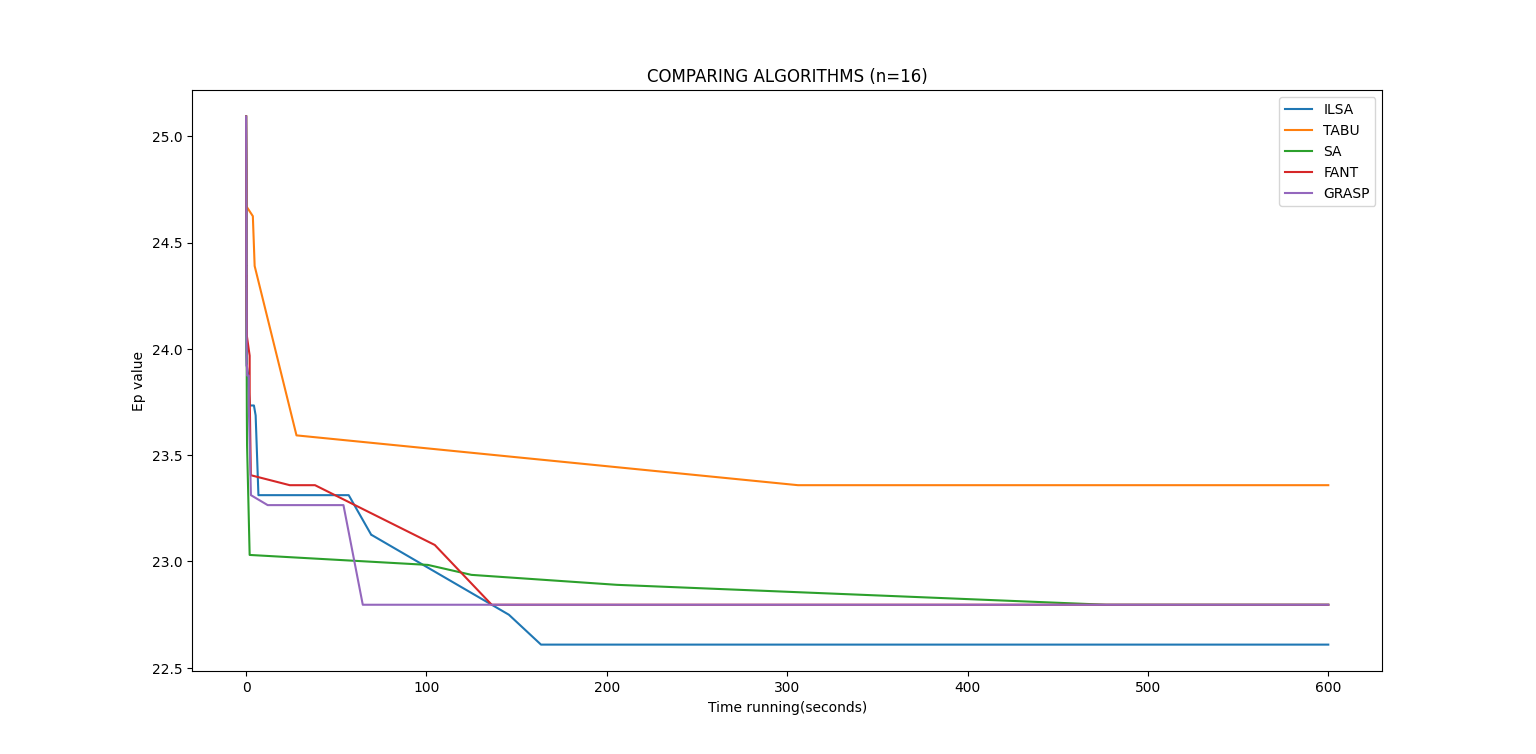 COMPARING ALGORITHMS (n=16)
ILSA
TABU
SA
FANT
GRASP
Ep value
25.0
24.5
24.0
23.5
23.0
22.5
0 100 200 300 400 500 600
Time running(seconds)